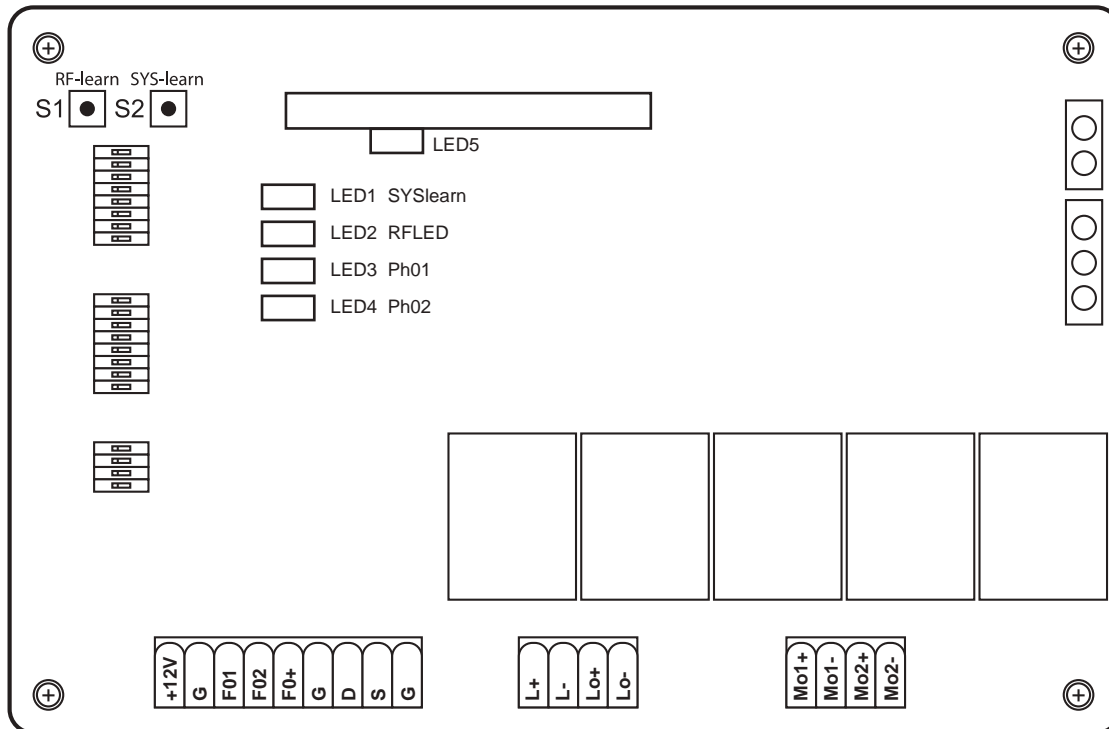 RF-learn SYS-learn
S1 S2
LED5
LED1 SYSlearn
LED2 RFLED
LED3 Ph01
LED4 Ph02
+12V G F01 F02 F0+ G D S G
L+ L- Lo+ Lo-
Mo1+ Mo1- Mo2+ Mo2-